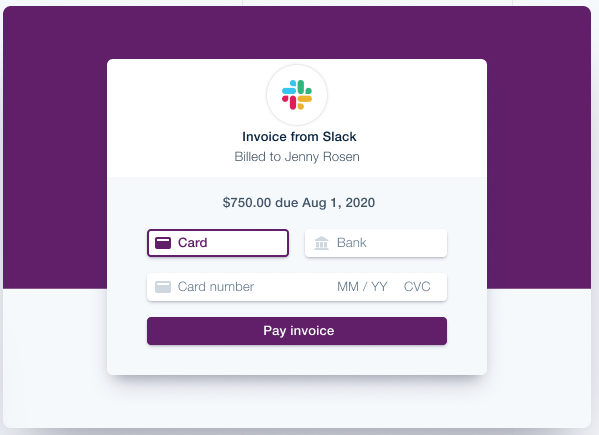 Invoice from Slack
Billed to Jenny Rosen
$750.00 due Aug 1, 2020
Card Bank
Card number MM / YY CVC
Pay invoice